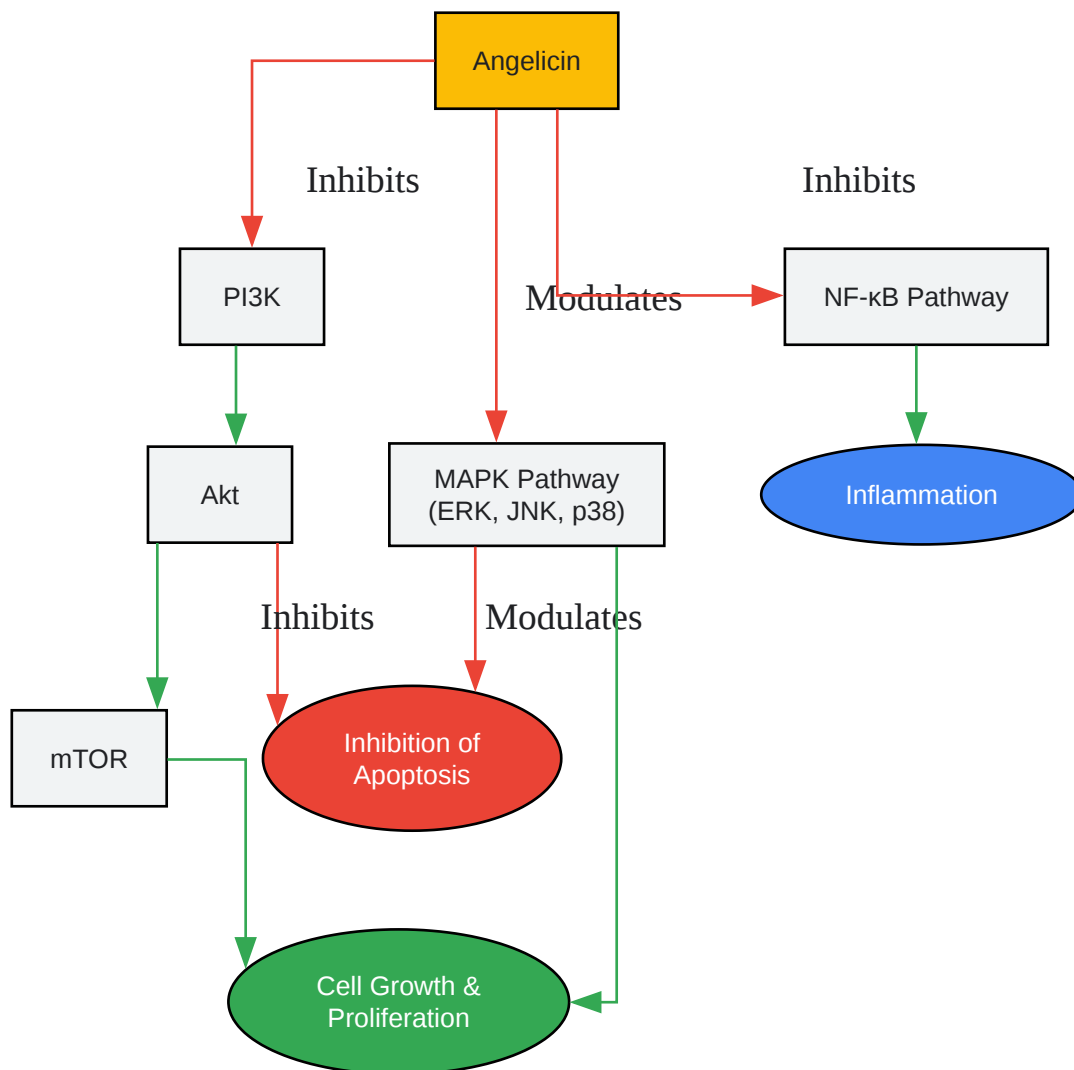 Angelicin
Inhibits
Inhibits
PI3K
Modulates
NF-κB Pathway
Akt
MAPK Pathway
(ERK, JNK, p38)
Inflammation
Inhibits
Modulates
mTOR
Inhibition of
Apoptosis
Cell Growth &
Proliferation